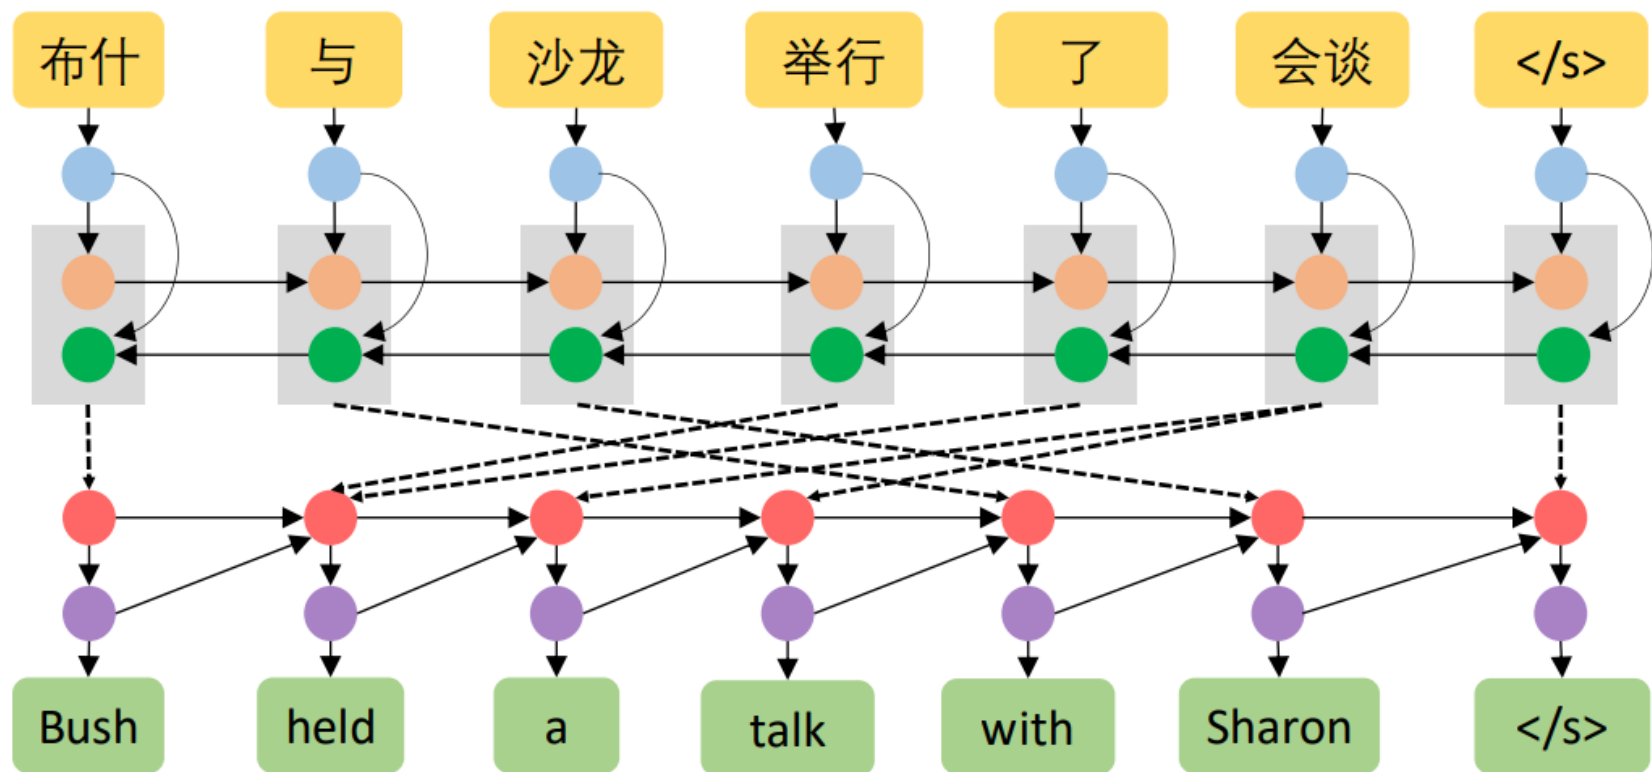 布什 与 沙龙 举行 了 会谈 </s>
Bush held a talk with Sharon </s>